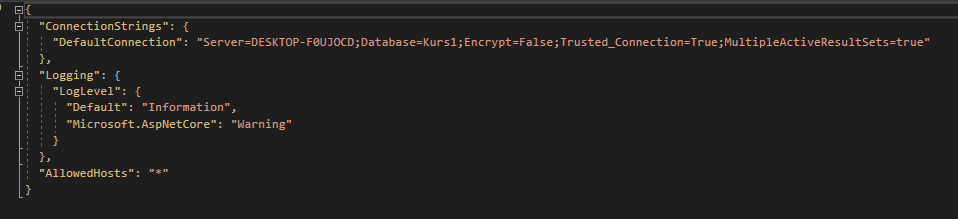 {
"ConnectionStrings": {
"DefaultConnection": "Server=DESKTOP-F0UJOCD;Database=Kurs1;Encrypt=False;Trusted_Connection=True;MultipleActiveResultSets=true"
},
"Logging": {
"LogLevel": {
"Default": "Information",
"Microsoft.AspNetCore": "Warning"
}
},
"AllowedHosts": "*"
}